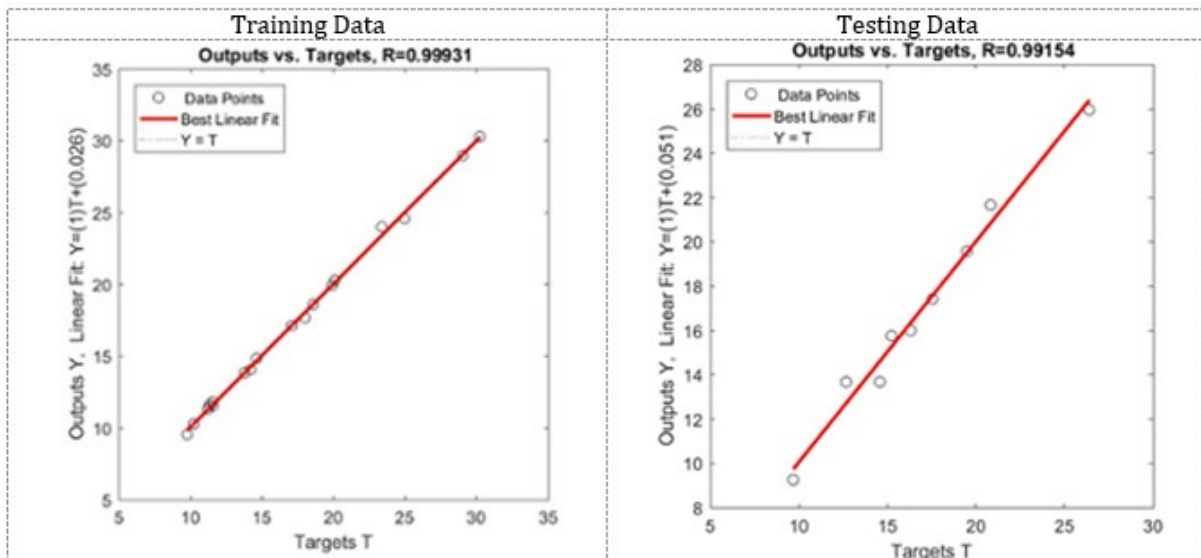 Training Data
Outputs vs. Targets, R=0.99931
Data Points
Best Linear Fit
Y = T
Outputs Y, Linear Fit: Y=(1)T+(0.026)
35
30
25
20
15
10
5
5 10 15 20 25 30 35
Targets T
Testing Data
Outputs vs. Targets, R=0.99154
Data Points
Best Linear Fit
Y = T
Outputs Y, Linear Fit: Y=(1)T+(0.051)
28
26
24
22
20
18
16
14
12
10
8
5 10 15 20 25 30
Targets T